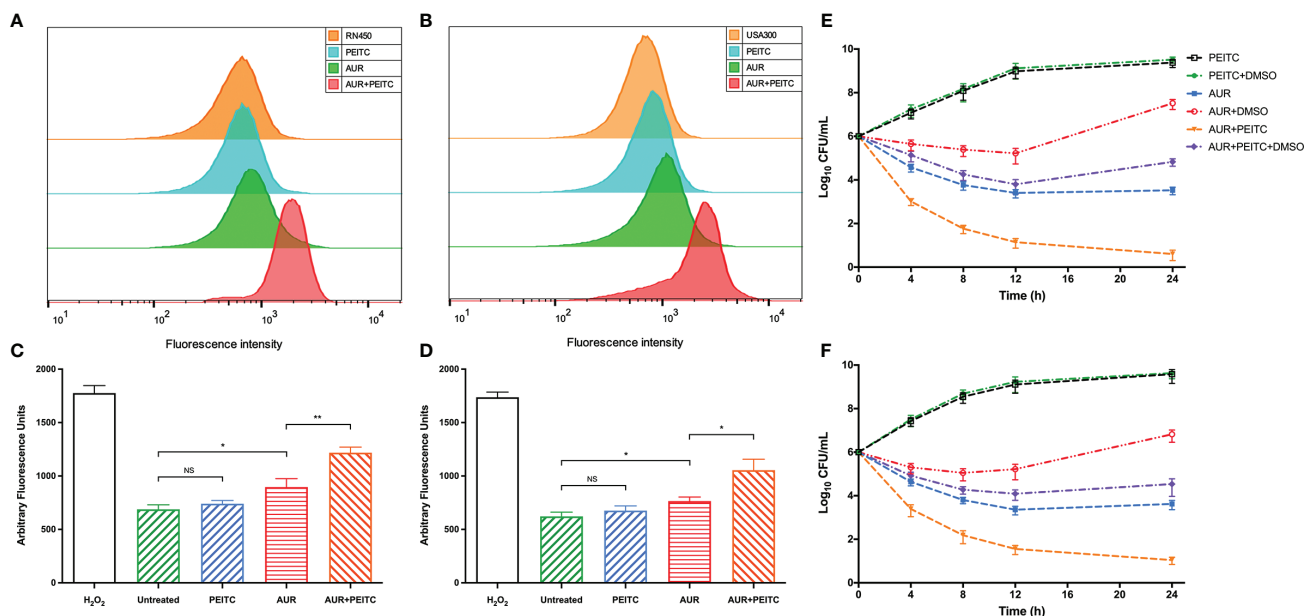 A
RN450
PEITC
AUR
AUR+PEITC
10¹ 10² 10³ 10⁴
Fluorescence intensity
B
USA300
PEITC
AUR
AUR+PEITC
10¹ 10² 10³ 10⁴
Fluorescence intensity
C
Arbitrary Fluorescence Units
2000
1500
1000
500
0
NS
*
**
H₂O₂ Untreated PEITC AUR AUR+PEITC
D
Arbitrary Fluorescence Units
2000
1500
1000
500
0
NS
*
*
H₂O₂ Untreated PEITC AUR AUR+PEITC
E
Log₁₀ CFU/mL
10
8
6
4
2
0
0 4 8 12 16 20 24
Time (h)
PEITC
PEITC+DMSO
AUR
AUR+DMSO
AUR+PEITC
AUR+PEITC+DMSO
F
Log₁₀ CFU/mL
10
8
6
4
2
0
0 4 8 12 16 20 24
Time (h)